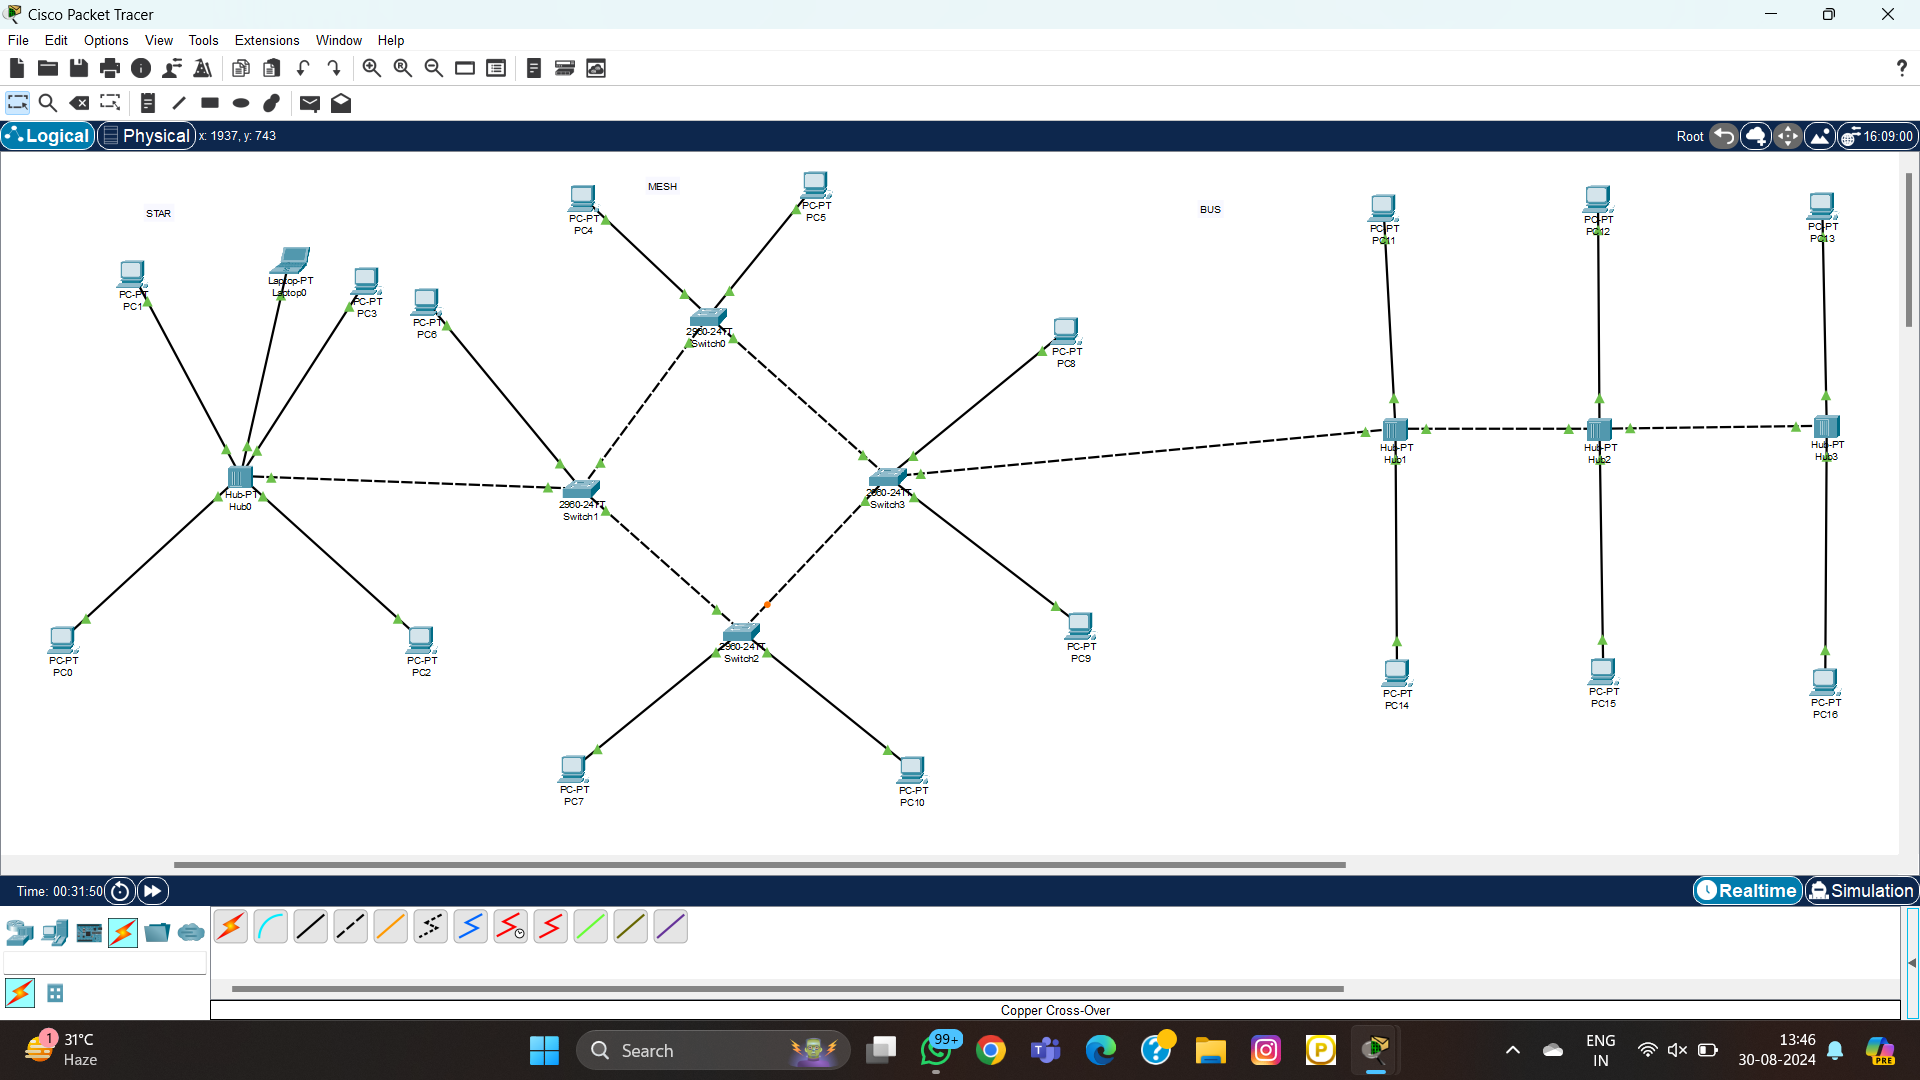 Cisco Packet Tracer
File Edit Options View Tools Extensions Window Help
?
Logical Physical x: 1937, y: 743 Root 16:09:00
STAR
MESH
BUS
PC-PT
PC4
PC-PT
PC5
PC-PT
PC11
PC-PT
PC12
PC-PT
PC13
PC-PT
PC1
Laptop-PT
Laptop0
PC-PT
PC3
PC-PT
PC6
2960-24TT
Switch0
PC-PT
PC8
Hub-PT
Hub0
2960-24TT
Switch1
2960-24TT
Switch3
Hub-PT
Hub1
Hub-PT
Hub2
Hub-PT
Hub3
PC-PT
PC0
PC-PT
PC2
2960-24TT
Switch2
PC-PT
PC9
PC-PT
PC14
PC-PT
PC15
PC-PT
PC16
PC-PT
PC7
PC-PT
PC10
Time: 00:31:50 Realtime Simulation
Copper Cross-Over
1
31°C
Haze
Search
99+
P
ENG
IN
13:46
30-08-2024
PRE